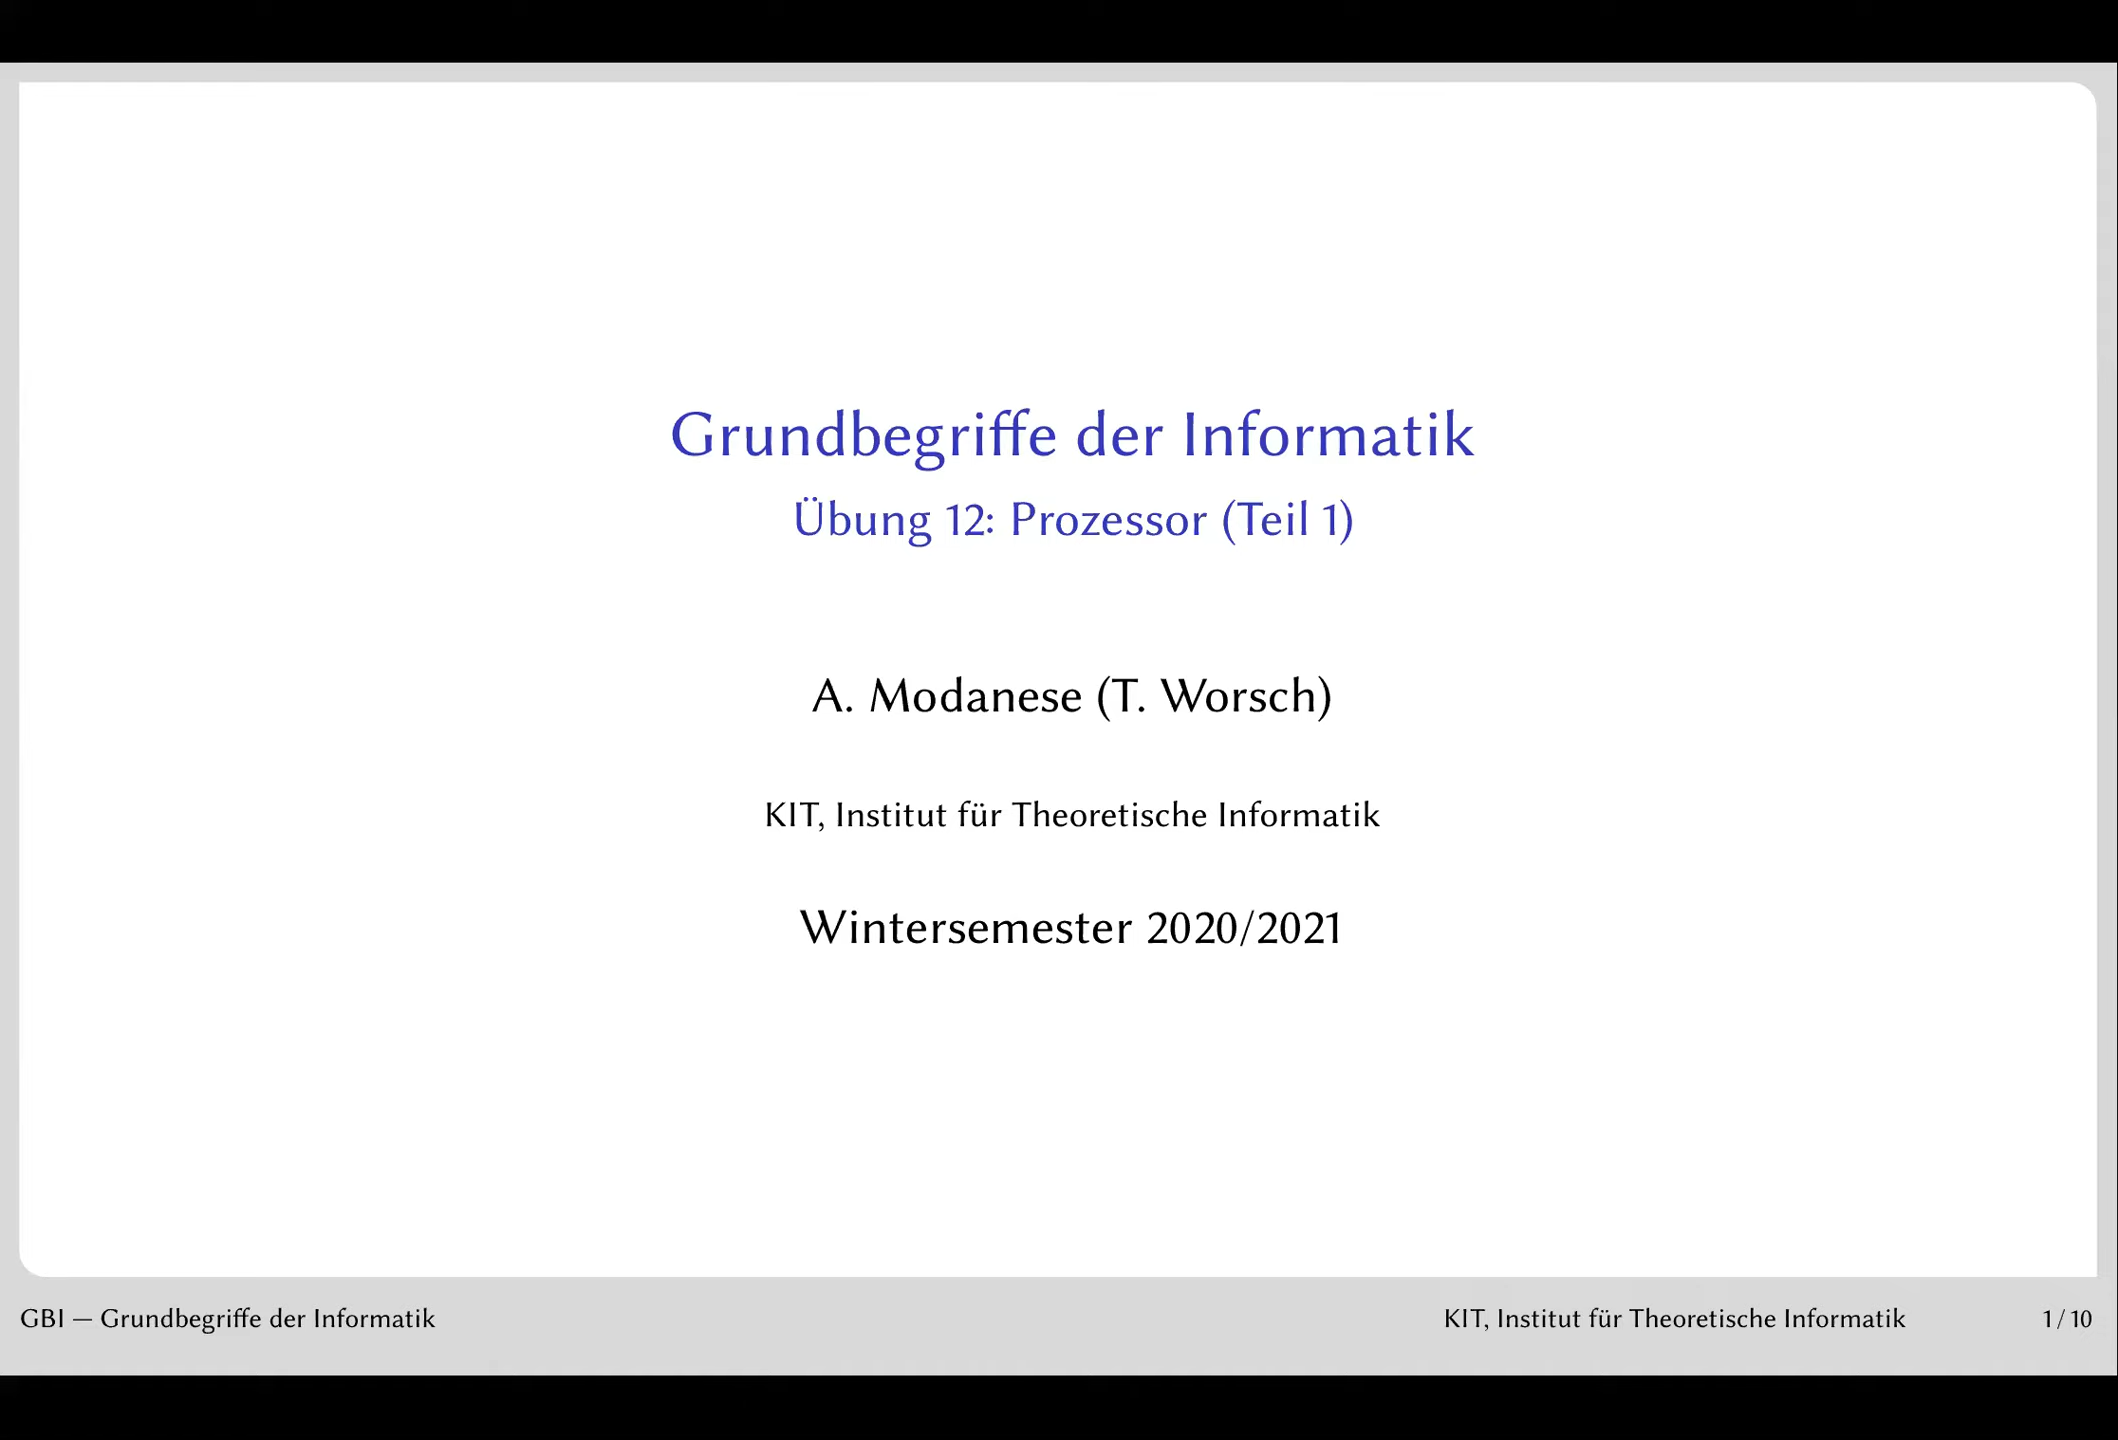 Grundbegriffe der Informatik
Übung 12: Prozessor (Teil 1)
A. Modanese (T. Worsch)
KIT, Institut für Theoretische Informatik
Wintersemester 2020/2021
GBI — Grundbegriffe der Informatik
KIT, Institut für Theoretische Informatik
1 / 10